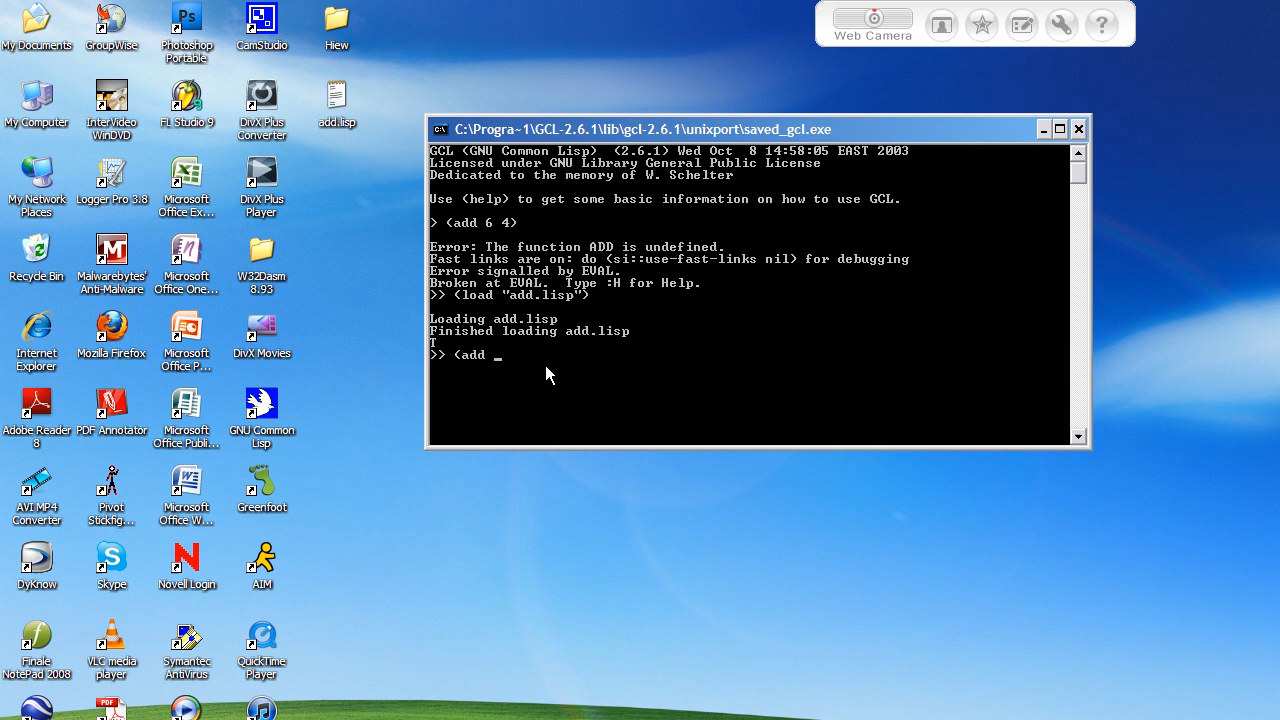 My Documents
GroupWise
Photoshop
Portable
CamStudio
Hiew
Web Camera
My Computer
InterVideo
WinDVD
FL Studio 9
DivX Plus
Converter
add.lisp
My Network
Places
Logger Pro 3.8
Microsoft
Office Ex...
DivX Plus
Player
Recycle Bin
Malwarebytes'
Anti-Malware
Microsoft
Office One...
W32Dasm
8.93
Internet
Explorer
Mozilla Firefox
Microsoft
Office P...
DivX Movies
Adobe Reader
8
PDF Annotator
Microsoft
Office Publi...
GNU Common
Lisp
AVI MP4
Converter
Pivot
Stickfig...
Microsoft
Office W...
Greenfoot
DyKnow
Skype
Novell Login
AIM
Finale
NotePad 2008
VLC media
player
Symantec
AntiVirus
QuickTime
Player
PDF
C:\Progra~1\GCL-2.6.1\lib\gcl-2.6.1\unixport\saved_gcl.exe
GCL (GNU Common Lisp)  (2.6.1) Wed Oct  8 14:58:05 EAST 2003
Licensed under GNU Library General Public License
Dedicated to the memory of W. Schelter
Use (help) to get some basic information on how to use GCL.
> (add 6 4)
Error: The function ADD is undefined.
Fast links are on: do (si::use-fast-links nil) for debugging
Error signalled by EVAL.
Broken at EVAL.  Type :H for Help.
>> (load "add.lisp")
Loading add.lisp
Finished loading add.lisp
T
>> (add _